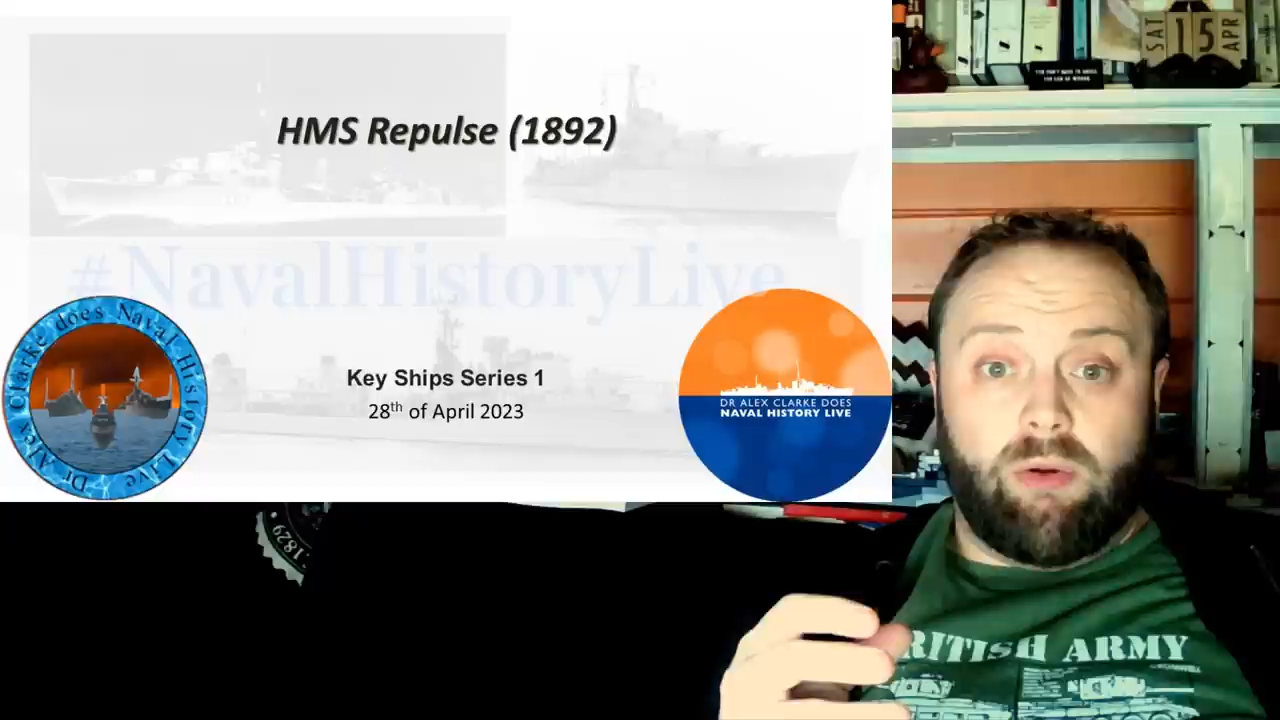 HMS Repulse (1892)
#NavalHistoryLive
Key Ships Series 1
28th of April 2023
Dr Alex Clarke does Naval History Live
DR ALEX CLARKE DOES
NAVAL HISTORY LIVE
SAT 15 APR
1829
BRITISH ARMY